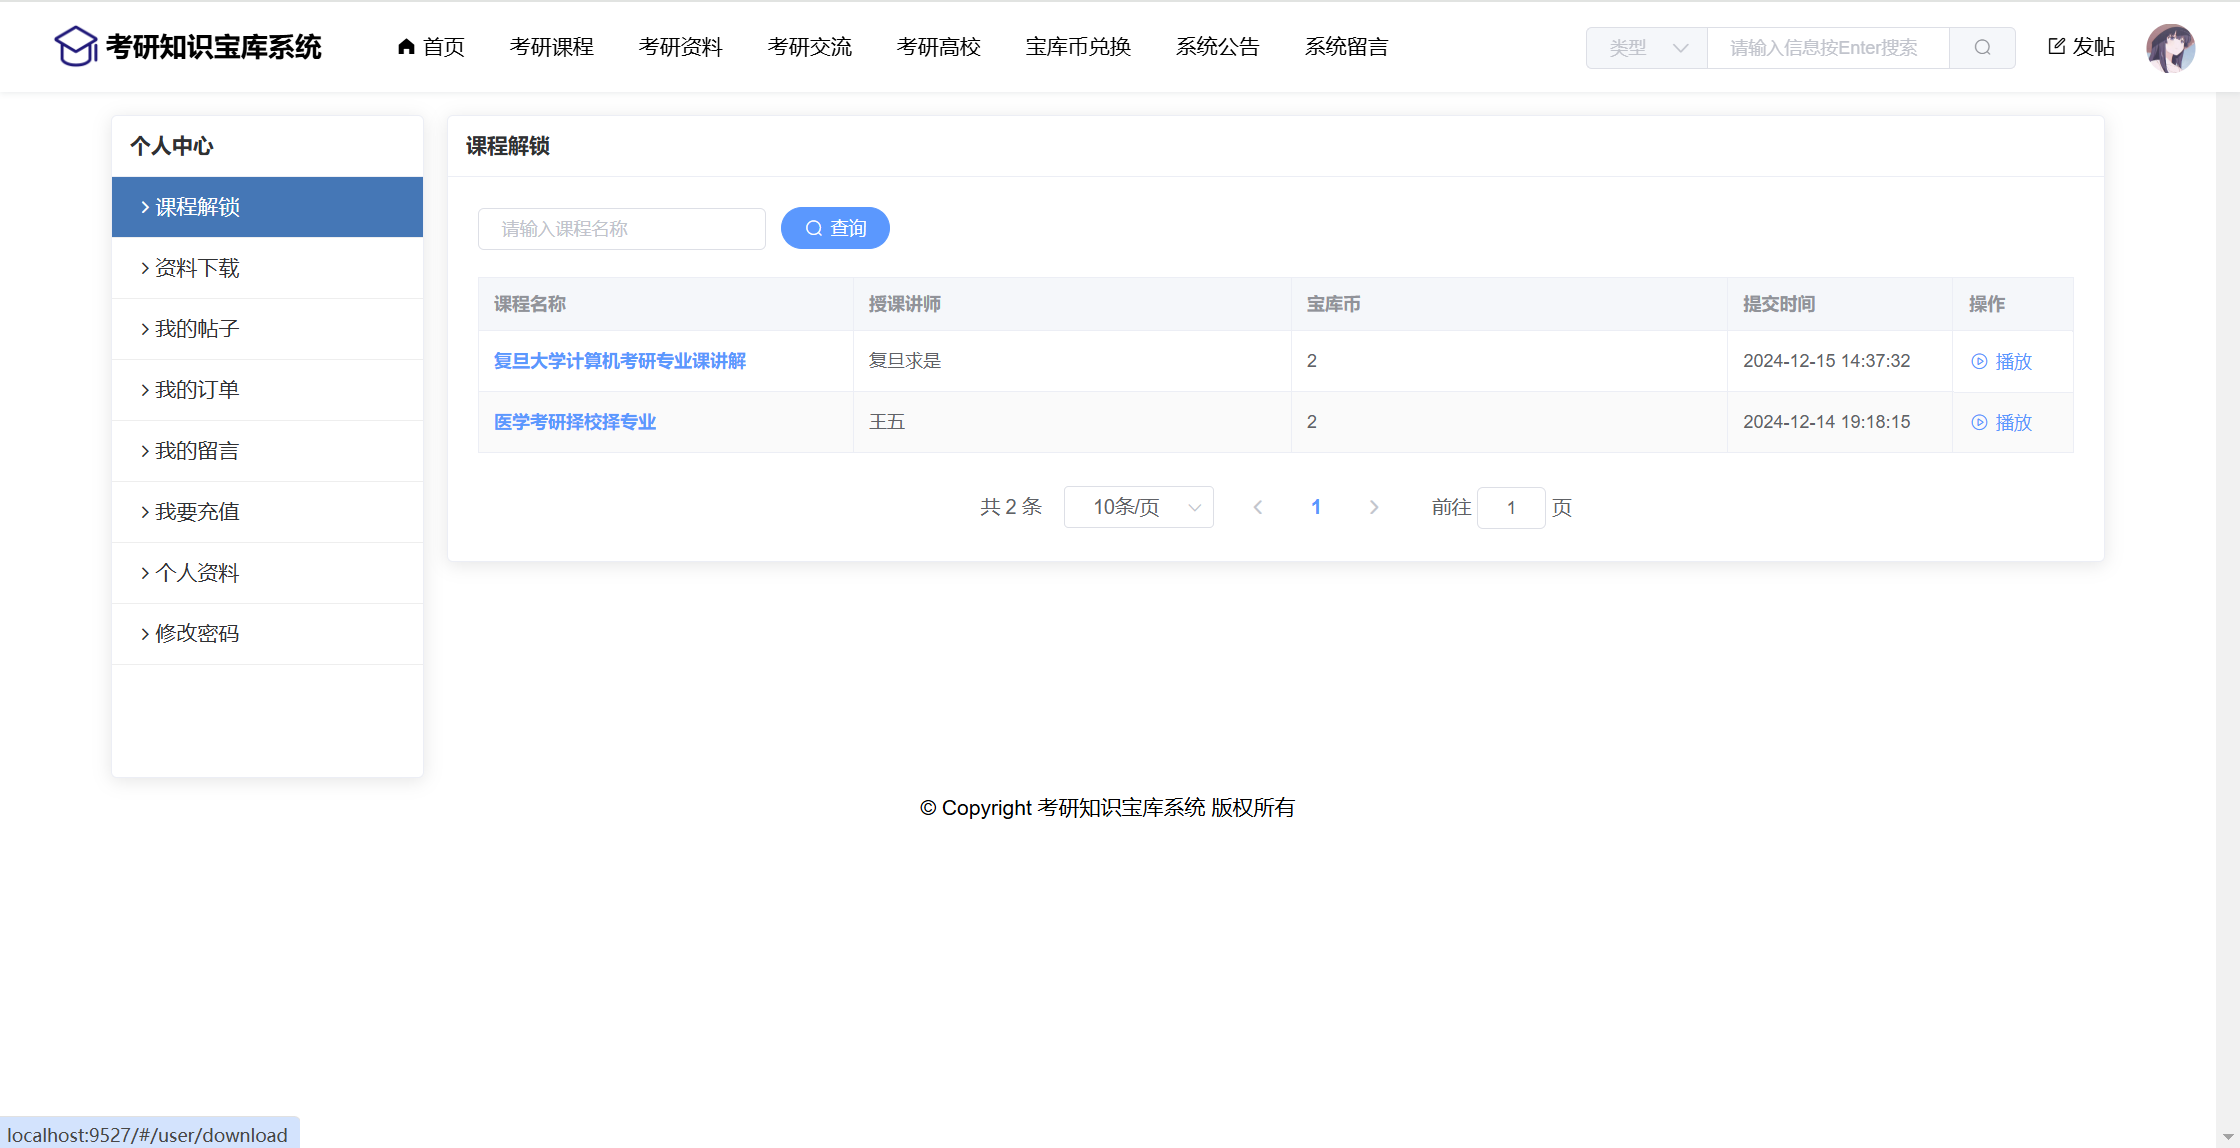 考研知识宝库系统 首页 考研课程 考研资料 考研交流 考研高校 宝库币兑换 系统公告 系统留言 类型 请输入信息按Enter搜索 发帖
个人中心
课程解锁
资料下载
我的帖子
我的订单
我的留言
我要充值
个人资料
修改密码
课程解锁
请输入课程名称 查询
课程名称 授课讲师 宝库币 提交时间 操作
复旦大学计算机考研专业课讲解 复旦求是 2 2024-12-15 14:37:32 播放
医学考研择校择专业 王五 2 2024-12-14 19:18:15 播放
共 2 条 10条/页 1 前往 1 页
© Copyright 考研知识宝库系统 版权所有
localhost:9527/#/user/download